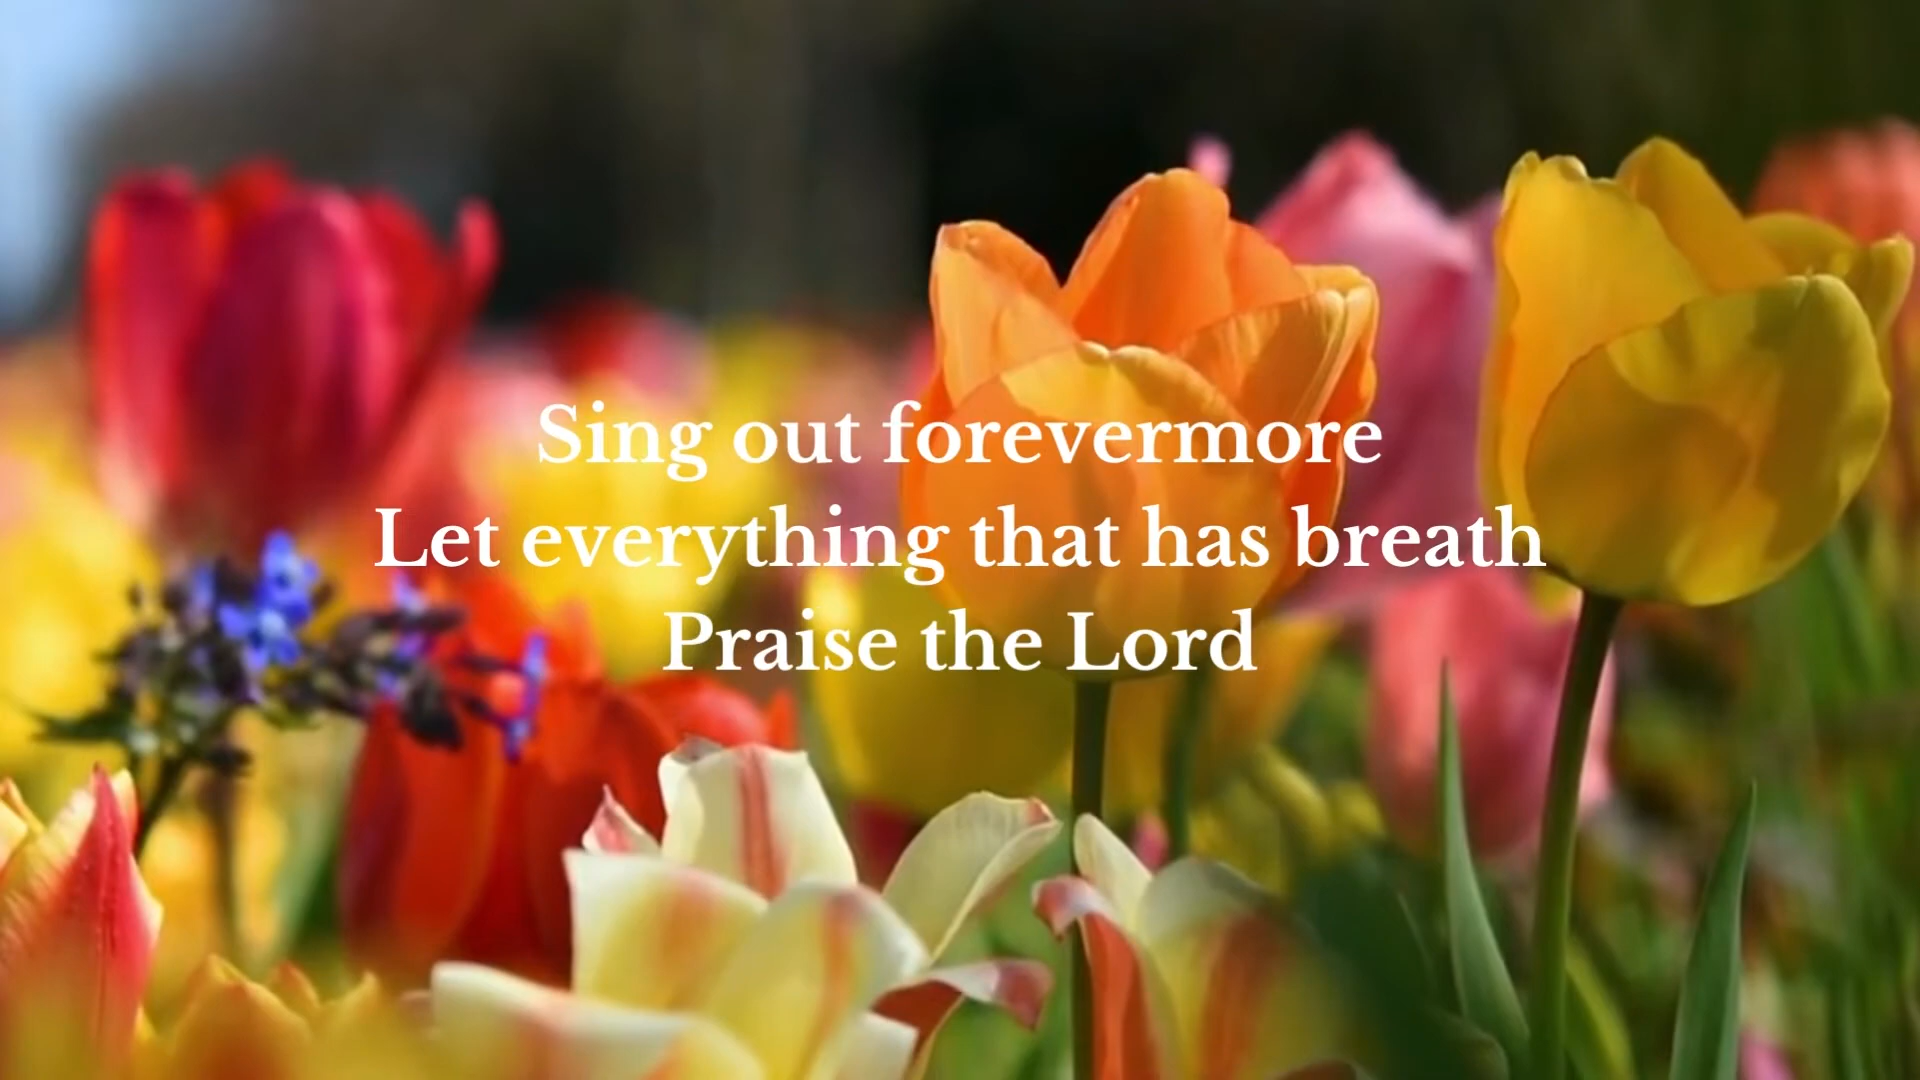 Sing out forevermore
Let everything that has breath
Praise the Lord